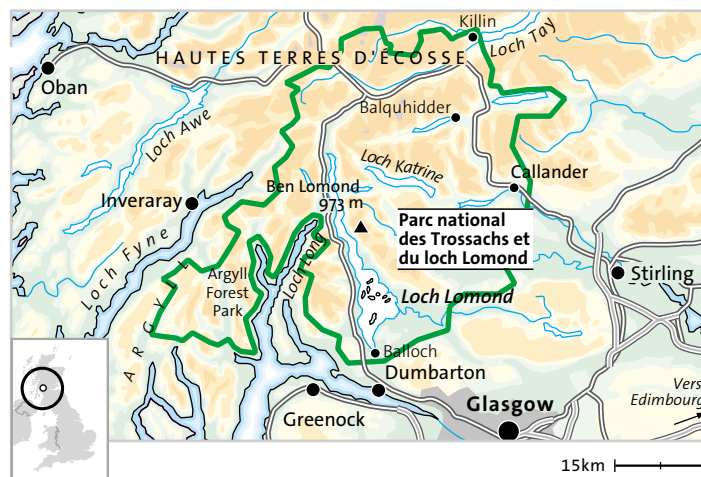 Killin
Loch Tay
HAUTES TERRES D'ÉCOSSE
Oban
Balquhidder
Loch Awe
Loch Katrine
Callander
Ben Lomond
973 m
Inveraray
Parc national
des Trossachs et
du loch Lomond
Loch Fyne
Loch Long
Argyll
Forest
Park
Stirling
Loch Lomond
ARGYLL
Balloch
Dumbarton
Vers
Edimbourg
Glasgow
Greenock
15km